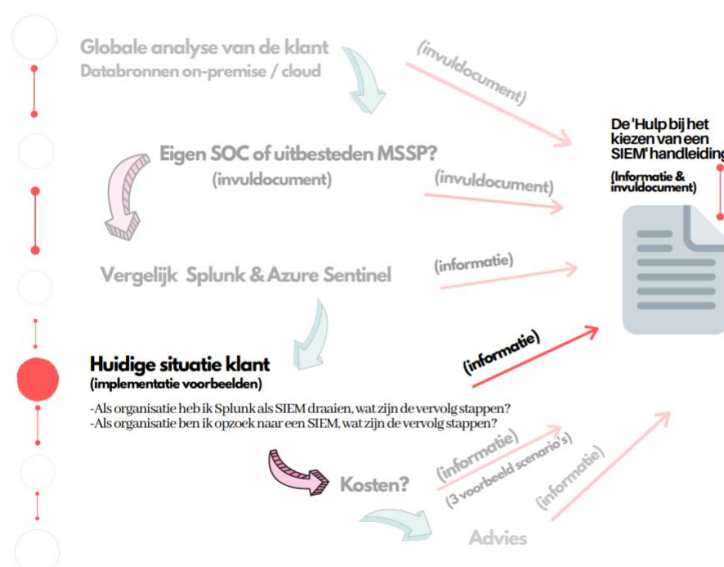 Globale analyse van de klant
Databronnen on-premise / cloud
(invuldocument)
De 'Hulp bij het
kiezen van een
SIEM' handleiding
(Informatie &
invuldocument)
Eigen SOC of uitbesteden MSSP?
(invuldocument)
(invuldocument)
Vergelijk Splunk & Azure Sentinel
(informatie)
Huidige situatie klant
(implementatie voorbeelden)
(informatie)
-Als organisatie heb ik Splunk als SIEM draaien, wat zijn de vervolg stappen?
-Als organisatie ben ik opzoek naar een SIEM, wat zijn de vervolg stappen?
Kosten?
(informatie)
(3 voorbeeld scenario's)
(informatie)
Advies